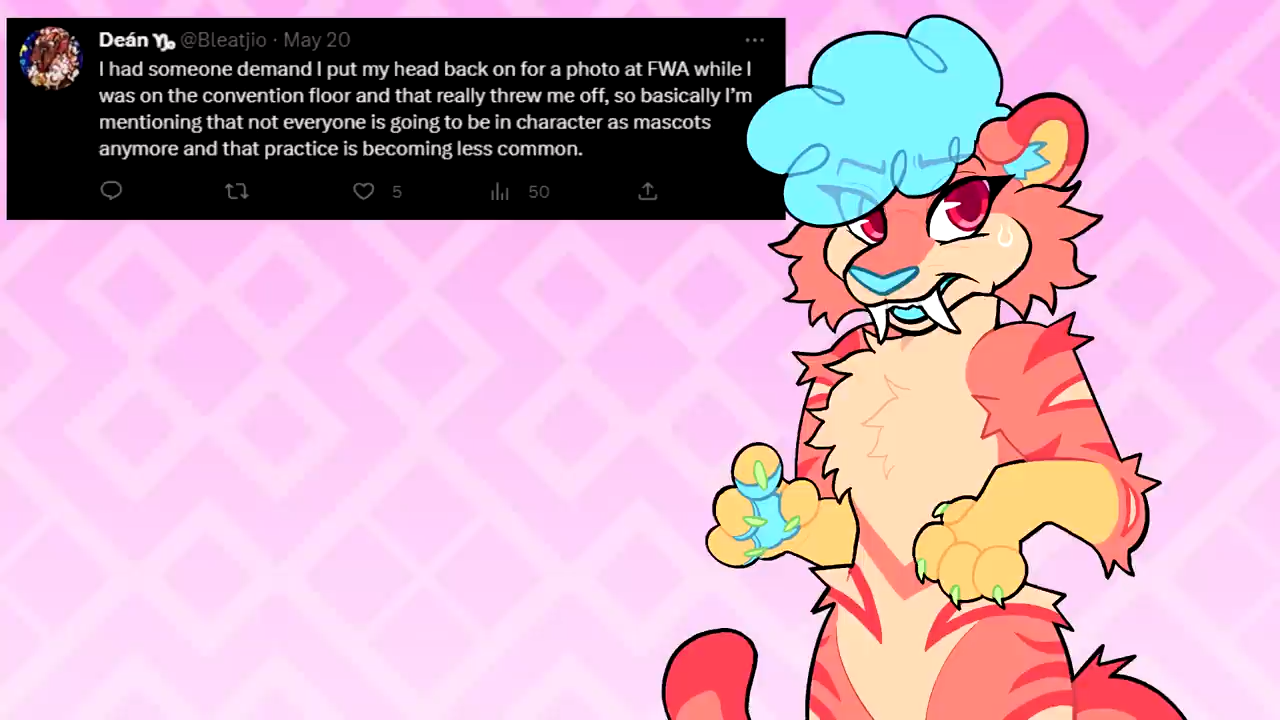 Deán ♑ @Bleatjio · May 20
I had someone demand I put my head back on for a photo at FWA while I
was on the convention floor and that really threw me off, so basically I’m
mentioning that not everyone is going to be in character as mascots
anymore and that practice is becoming less common.
5 50